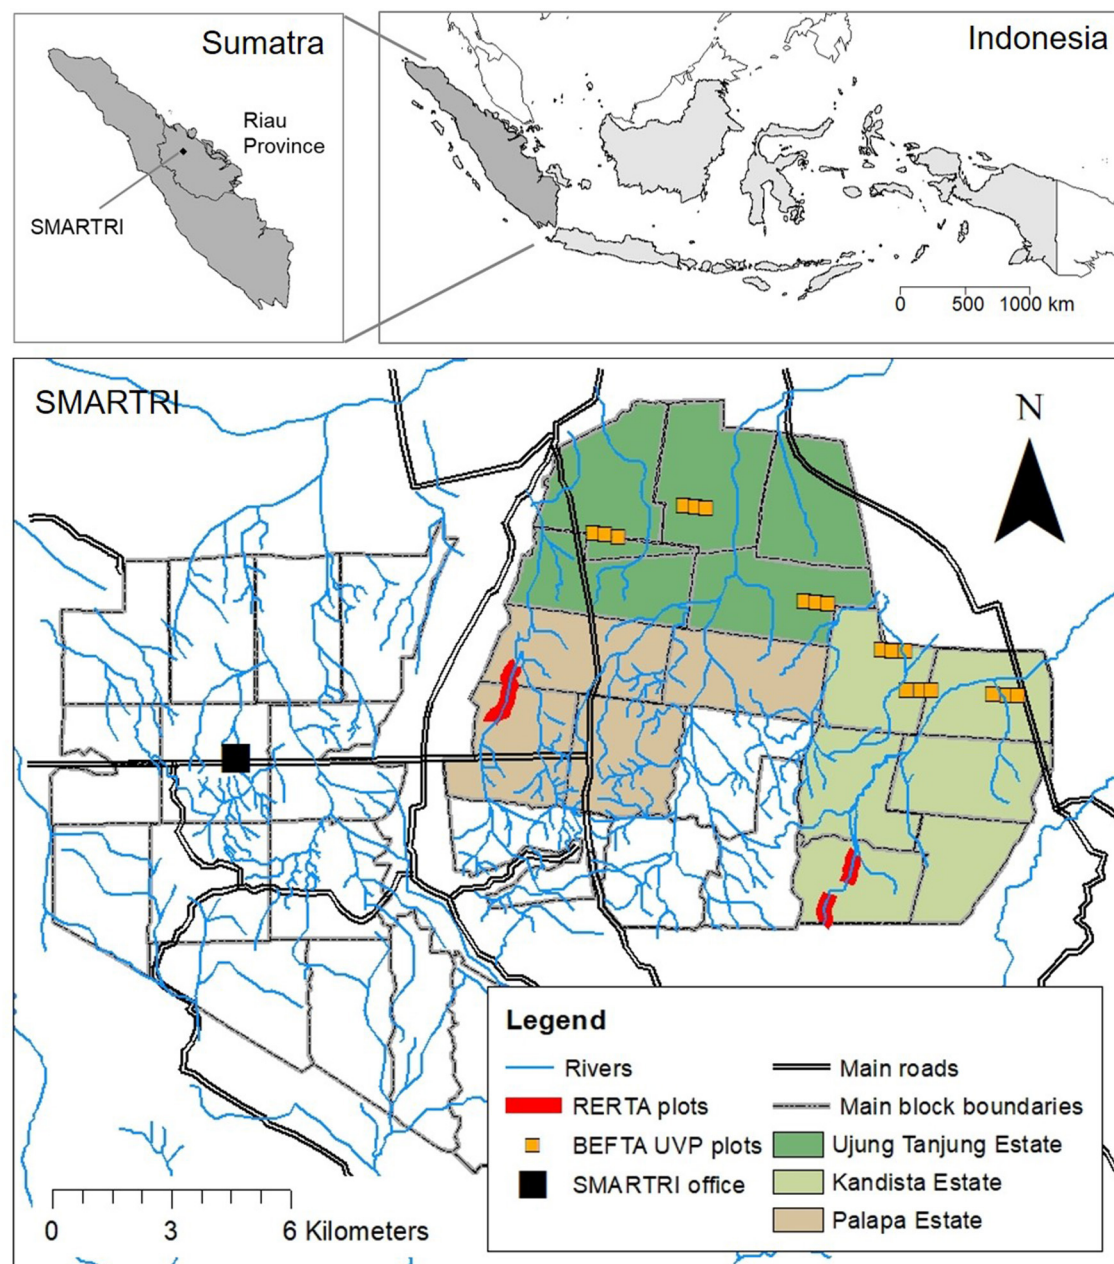 Sumatra
Riau
Province
SMARTRI
Indonesia
0 500 1000 km
SMARTRI
N
Legend
Rivers
RERTA plots
BEFTA UVP plots
SMARTRI office
Main roads
Main block boundaries
Ujung Tanjung Estate
Kandista Estate
Palapa Estate
0 3 6 Kilometers